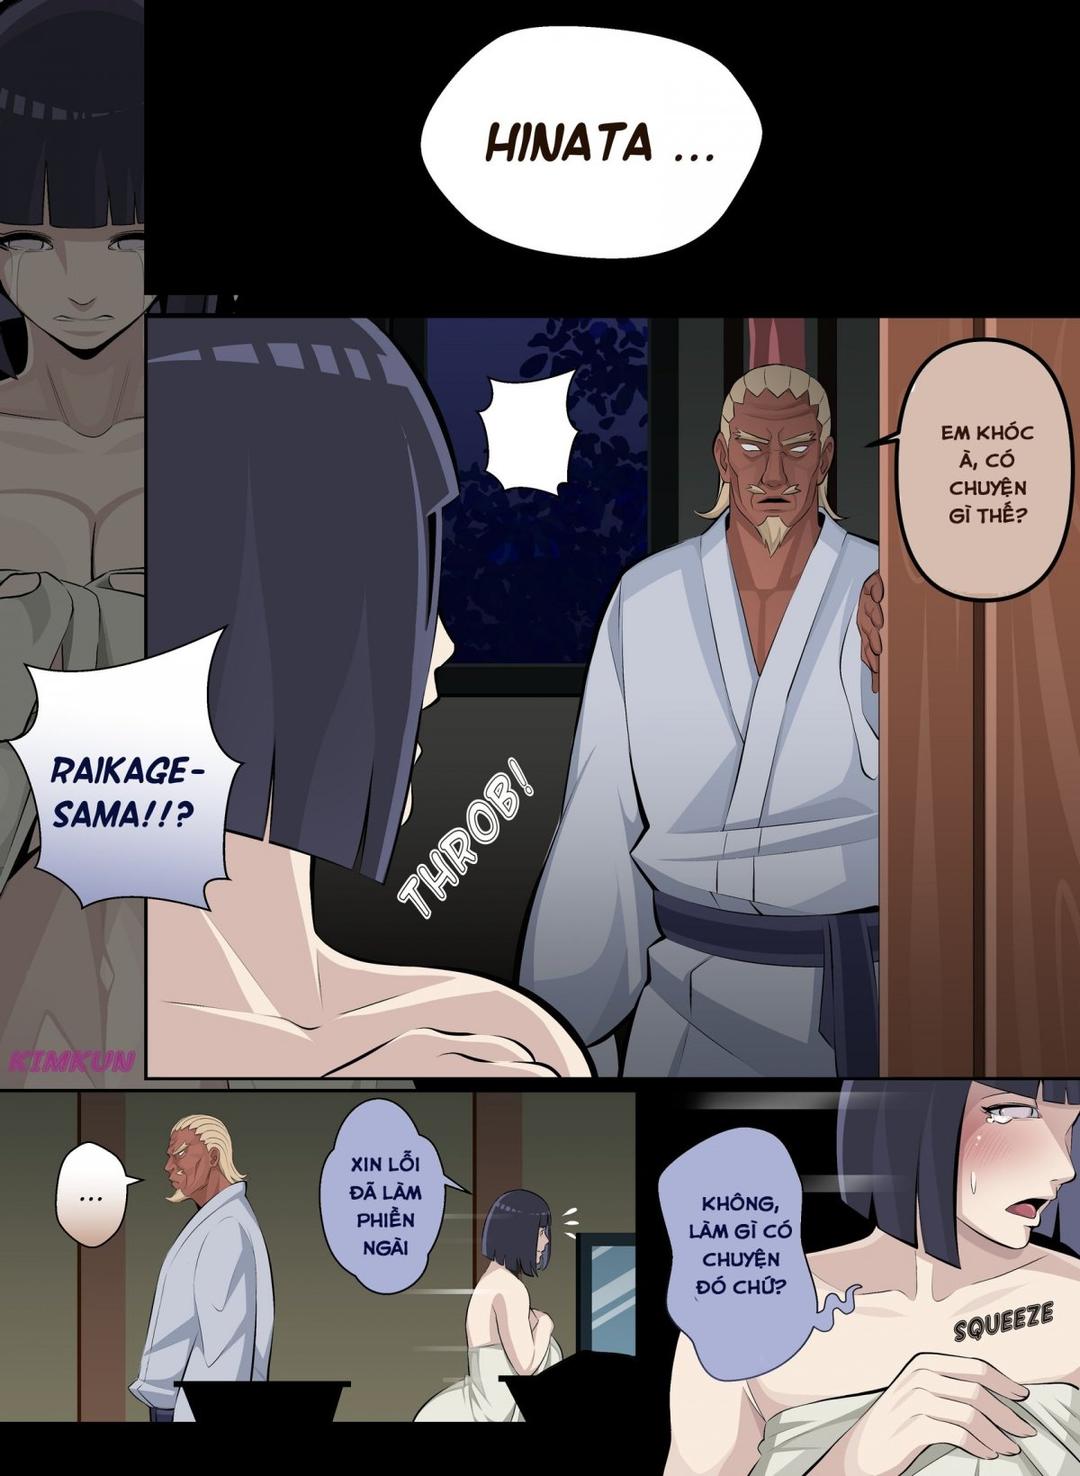 HINATA ...
EM KHÓC
À, CÓ
CHUYỆN
GÌ THẾ?
RAIKAGE-
SAMA!!?
THROB!
KIMKUN
...
XIN LỖI
ĐÃ LÀM
PHIỀN
NGÀI
KHÔNG,
LÀM GÌ CÓ
CHUYỆN
ĐÓ CHỨ?
SQUEEZE